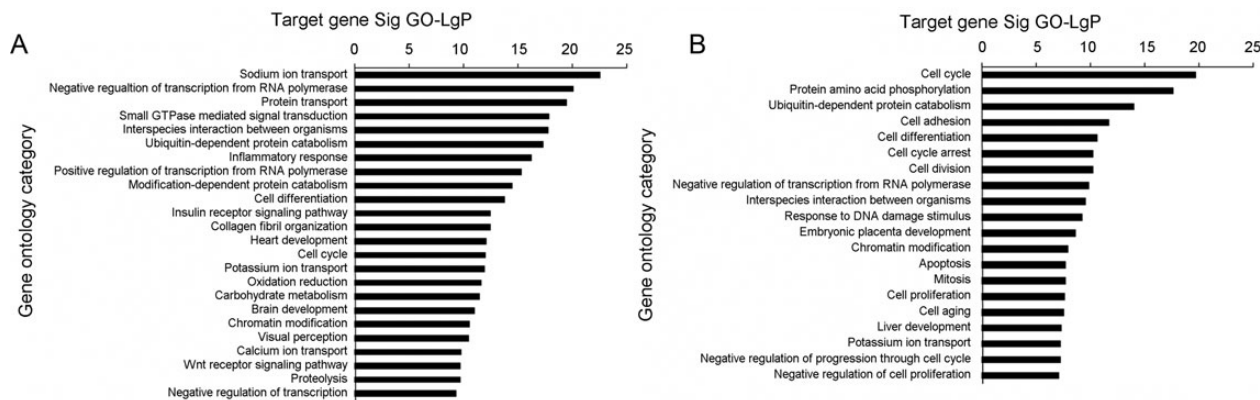 A
Target gene Sig GO-LgP
0 5 10 15 20 25
Gene ontology category
Sodium ion transport
Negative regualtion of transcription from RNA polymerase
Protein transport
Small GTPase mediated signal transduction
Interspecies interaction between organisms
Ubiquitin-dependent protein catabolism
Inflammatory response
Positive regulation of transcription from RNA polymerase
Modification-dependent protein catabolism
Cell differentiation
Insulin receptor signaling pathway
Collagen fibril organization
Heart development
Cell cycle
Potassium ion transport
Oxidation reduction
Carbohydrate metabolism
Brain development
Chromatin modification
Visual perception
Calcium ion transport
Wnt receptor signaling pathway
Proteolysis
Negative regulation of transcription
B
Target gene Sig GO-LgP
0 5 10 15 20 25
Gene ontology category
Cell cycle
Protein amino acid phosphorylation
Ubiquitin-dependent protein catabolism
Cell adhesion
Cell differentiation
Cell cycle arrest
Cell division
Negative regulation of transcription from RNA polymerase
Interspecies interaction between organisms
Response to DNA damage stimulus
Embryonic placenta development
Chromatin modification
Apoptosis
Mitosis
Cell proliferation
Cell aging
Liver development
Potassium ion transport
Negative regulation of progression through cell cycle
Negative regulation of cell proliferation